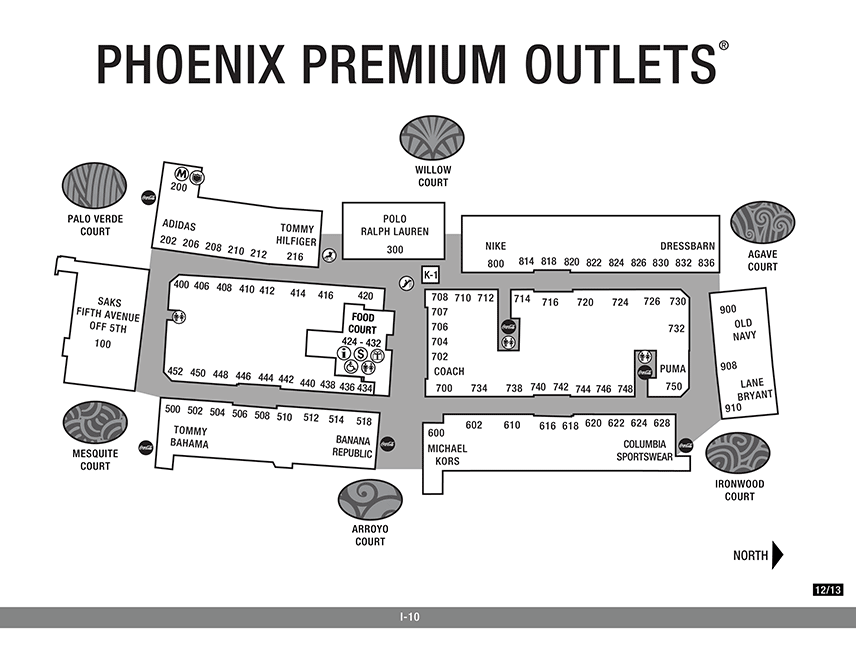 PHOENIX PREMIUM OUTLETS®
WILLOW
COURT
PALO VERDE
COURT
AGAVE
COURT
M
200
ADIDAS
202 206 208 210 212
TOMMY
HILFIGER
216
POLO
RALPH LAUREN
300
K-1
NIKE
800
DRESSBARN
814 818 820 822 824 826 830 832 836
SAKS
FIFTH AVENUE
OFF 5TH
100
400 406 408 410 412 414 416 420
FOOD
COURT
424 - 432
S
452 450 448 446 444 442 440 438 436 434
708 710 712
707
706
704
702
COACH
700 734 738 740 742 744 746 748 750
714 716 720 724 726 730
732
PUMA
900
OLD
NAVY
908
LANE
BRYANT
910
500 502 504 506 508 510 512 514 518
TOMMY
BAHAMA
BANANA
REPUBLIC
600 602 610 616 618 620 622 624 628
MICHAEL
KORS
COLUMBIA
SPORTSWEAR
MESQUITE
COURT
ARROYO
COURT
IRONWOOD
COURT
NORTH
12/13
I-10